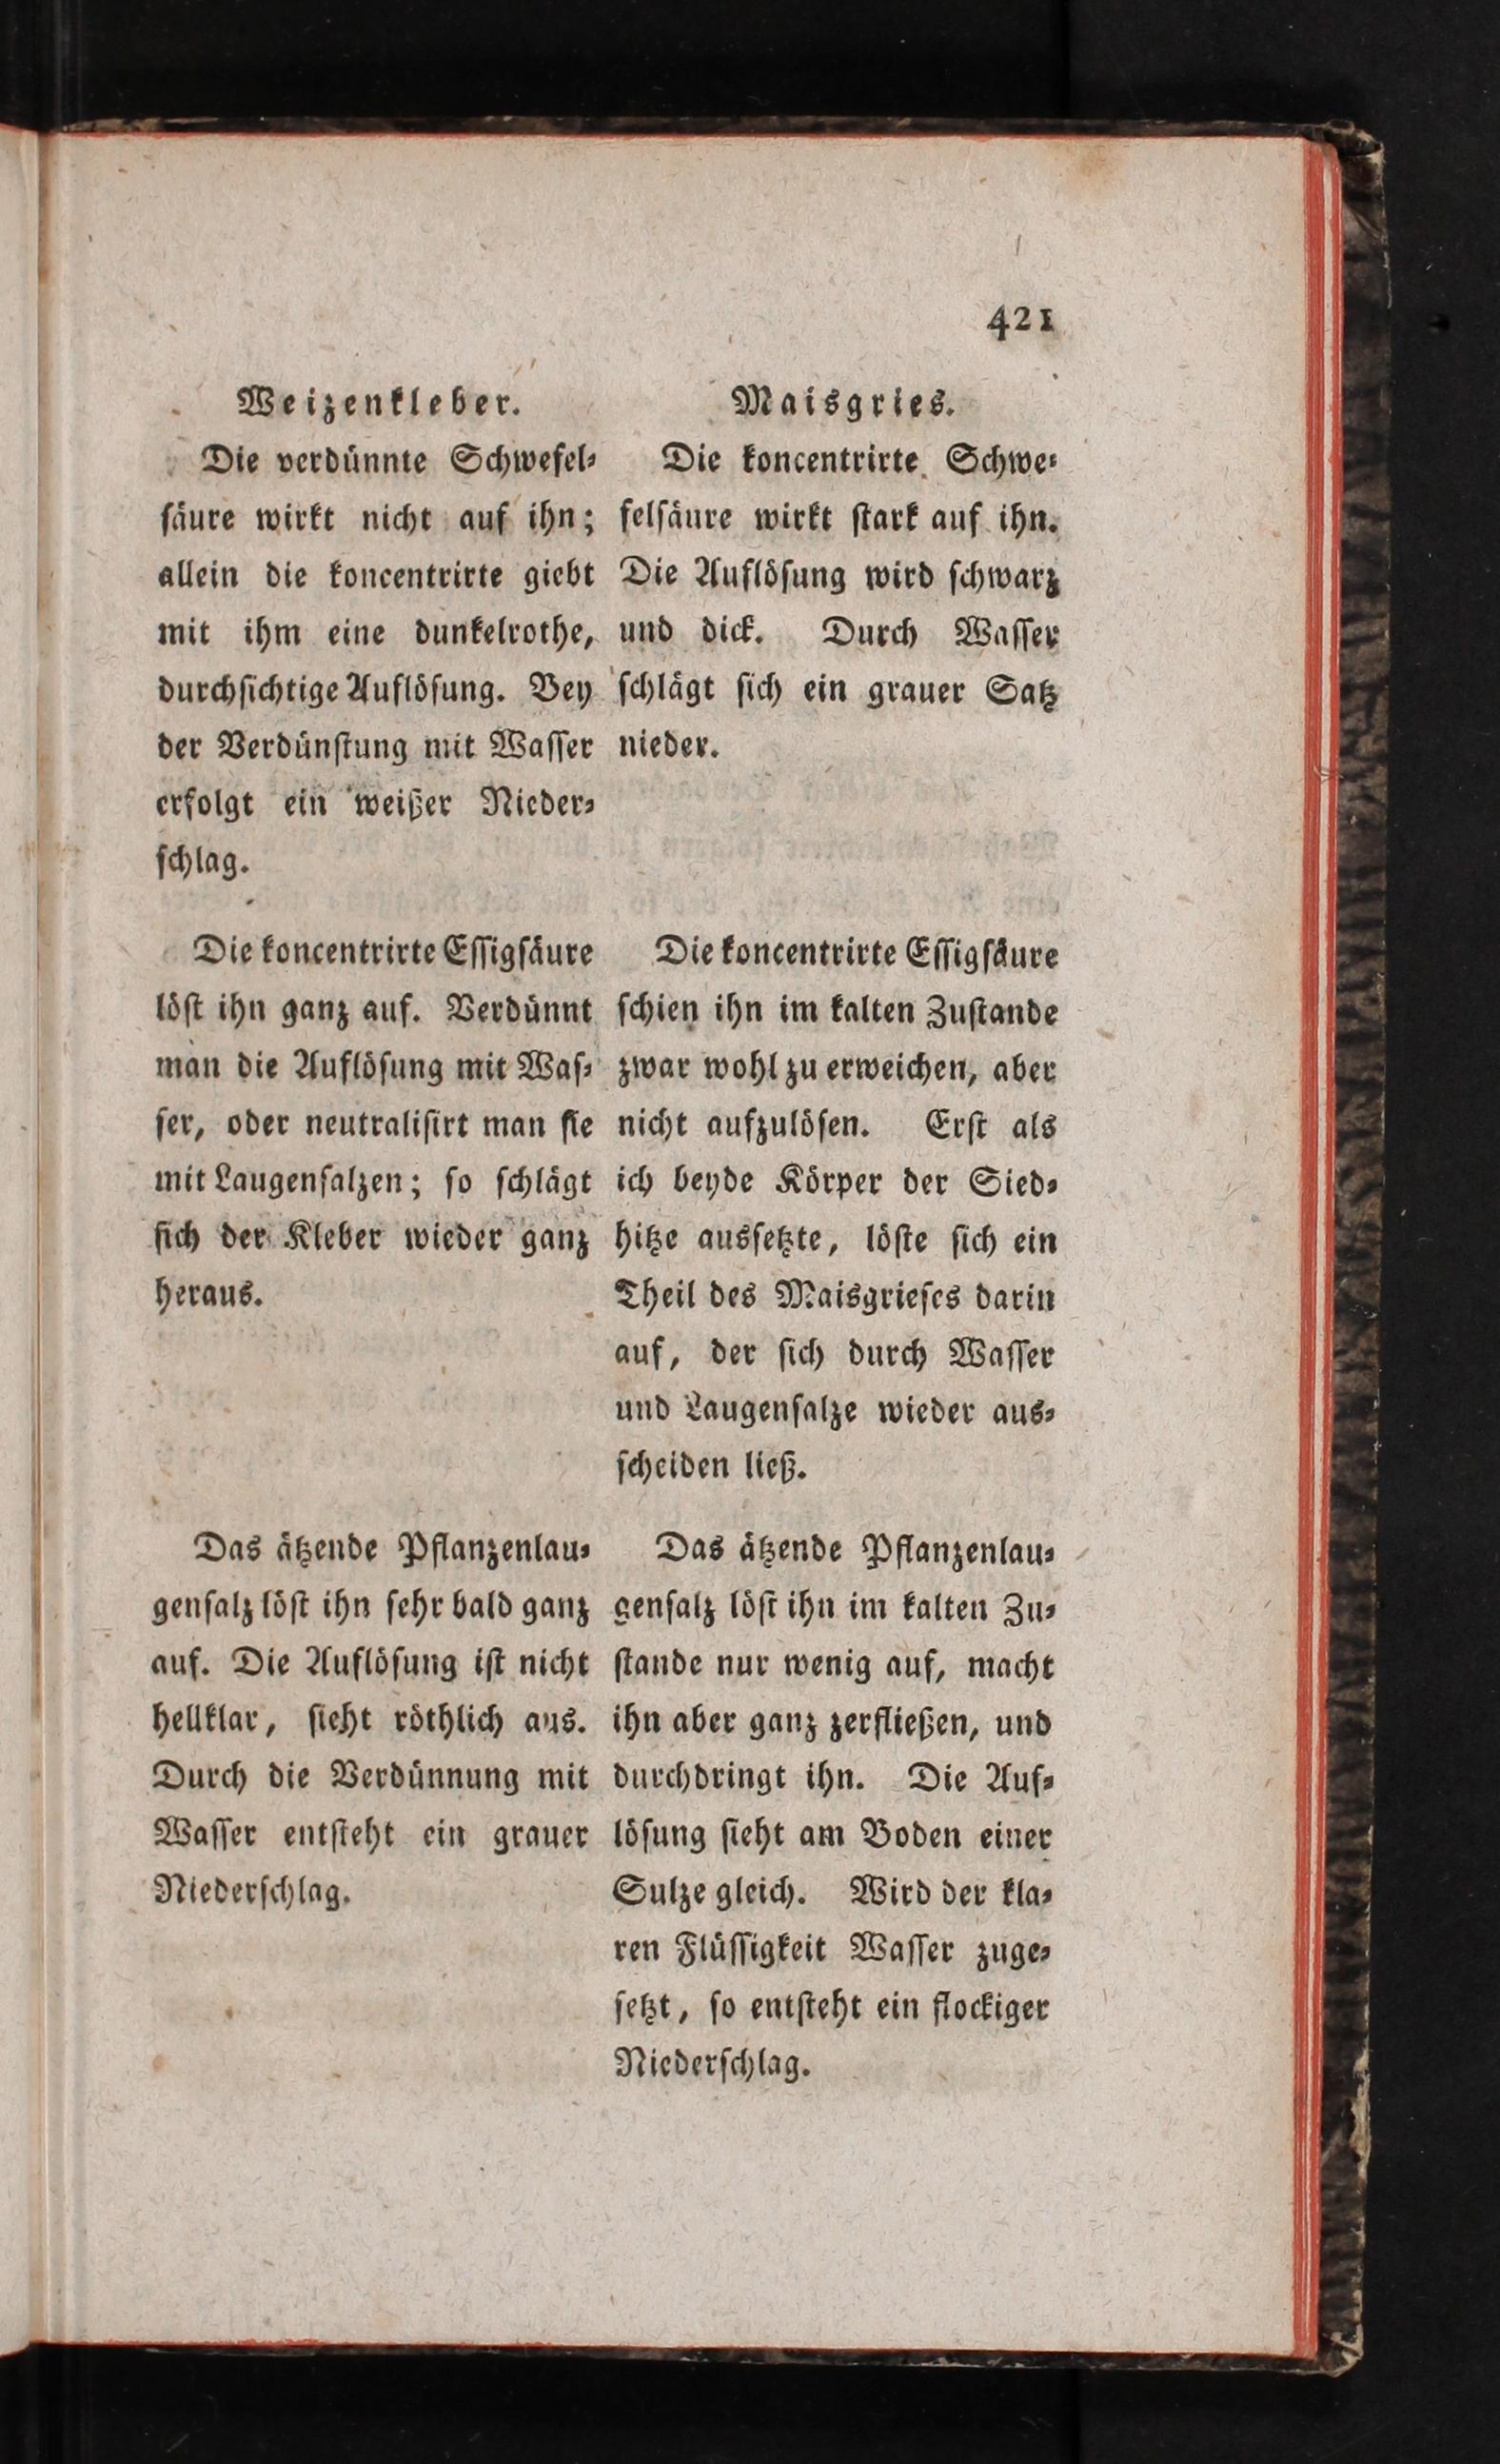 421
Weizenkleber.
Die verdünnte Schwefel⸗
ſäure wirkt nicht auf ihn;
allein die koncentrirte giebt
mit ihm eine dunkelrothe,
durchſichtige Auflöſung. Bey
der Verdünſtung mit Waſſer
erfolgt ein weißer Nieder⸗
ſchlag.
Die koncentrirte Eſſigſäure
löſt ihn ganz auf. Verdünnt
man die Auflöſung mit Waſ⸗
ſer, oder neutraliſirt man ſie
mit Laugenſalzen; ſo ſchlägt
ſich der Kleber wieder ganz
heraus.
Das ätzende Pflanzenlau⸗
genſalz löſt ihn ſehr bald ganz
auf. Die Auflöſung iſt nicht
hellklar, ſieht röthlich aus.
Durch die Verdünnung mit
Waſſer entſteht ein grauer
Niederſchlag.
Maisgries.
Die koncentrirte Schwe⸗
felſäure wirkt ſtark auf ihn.
Die Auflöſung wird ſchwarz
und dick. Durch Waſſer
ſchlägt ſich ein grauer Satz
nieder.
Die koncentrirte Eſſigſäure
ſchien ihn im kalten Zuſtande
zwar wohl zu erweichen, aber
nicht aufzulöſen. Erſt als
ich beyde Körper der Sied⸗
hitze ausſetzte, löſte ſich ein
Theil des Maisgrieſes darin
auf, der ſich durch Waſſer
und Laugenſalze wieder aus⸗
ſcheiden ließ.
Das ätzende Pflanzenlau⸗
genſalz löſt ihn im kalten Zu⸗
ſtande nur wenig auf, macht
ihn aber ganz zerfließen, und
durchdringt ihn. Die Auf⸗
löſung ſieht am Boden einer
Sulze gleich. Wird der kla⸗
ren Flüſſigkeit Waſſer zuge⸗
ſetzt, ſo entſteht ein flockiger
Niederſchlag.